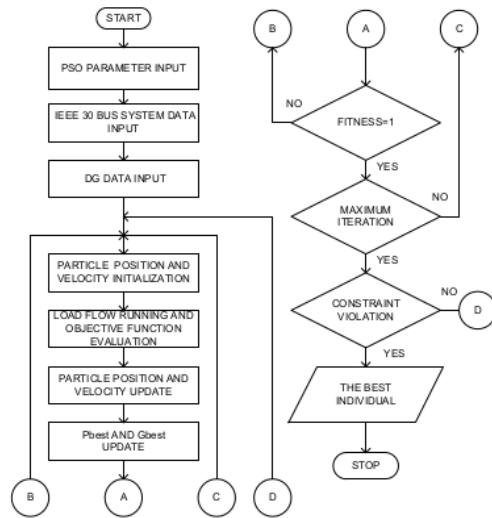 START
PSO PARAMETER INPUT
IEEE 30 BUS SYSTEM DATA
INPUT
DG DATA INPUT
PARTICLE POSITION AND
VELOCITY INITIALIZATION
LOAD FLOW RUNNING AND
OBJECTIVE FUNCTION
EVALUATION
PARTICLE POSITION AND
VELOCITY UPDATE
Pbest AND Gbest
UPDATE
B
A
C
D
B
A
C
NO
FITNESS=1
YES
NO
MAXIMUM
ITERATION
YES
NO
CONSTRAINT
VIOLATION
D
YES
THE BEST
INDIVIDUAL
STOP